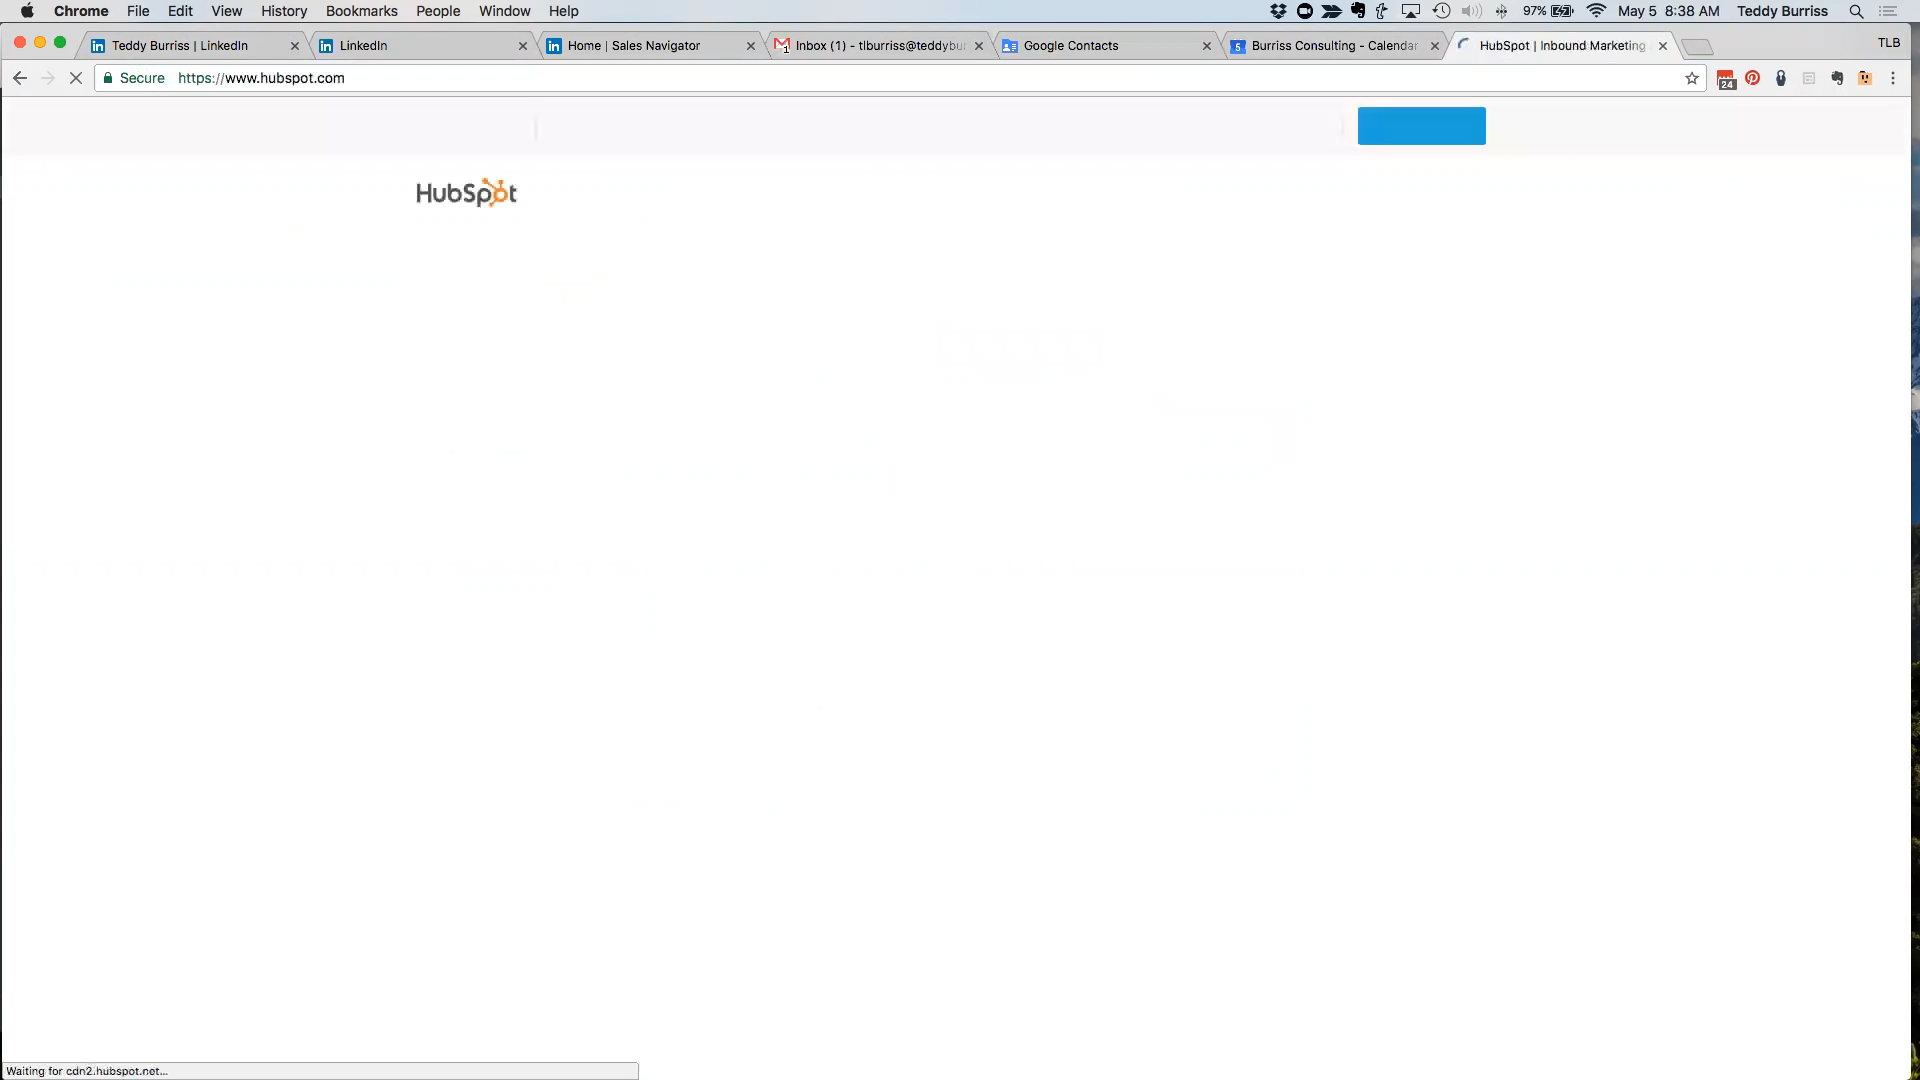 Chrome File Edit View History Bookmarks People Window Help 97% May 5 8:38 AM Teddy Burriss
Teddy Burriss | LinkedIn LinkedIn Home | Sales Navigator Inbox (1) - tlburriss@teddybur Google Contacts Burriss Consulting - Calendar HubSpot | Inbound Marketing TLB
Secure https://www.hubspot.com 24
HubSpot
Waiting for cdn2.hubspot.net...